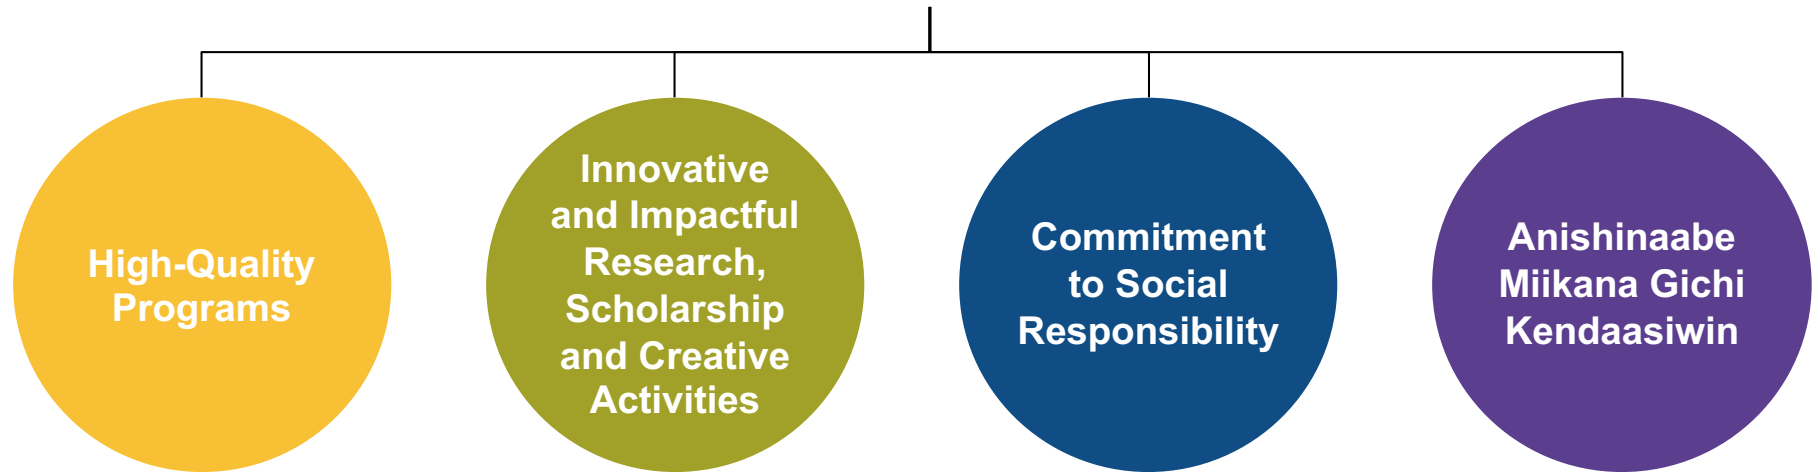 High-Quality
Programs
Innovative
and Impactful
Research,
Scholarship
and Creative
Activities
Commitment
to Social
Responsibility
Anishinaabe
Miikana Gichi
Kendaasiwin